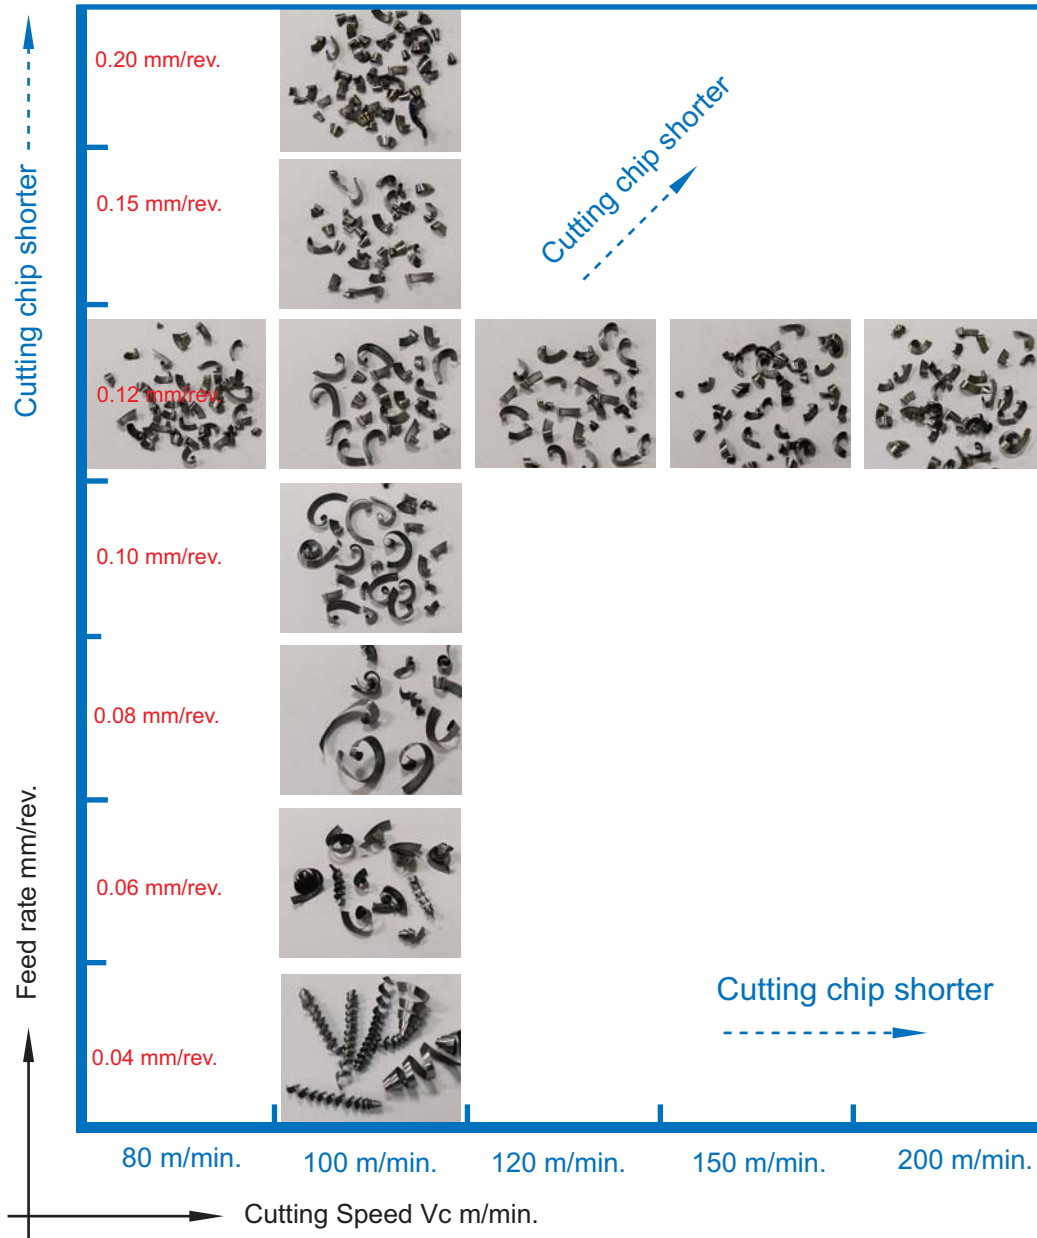 0.20 mm/rev.
Cutting chip shorter
0.15 mm/rev.
Cutting chip shorter
0.12 mm/rev.
0.10 mm/rev.
0.08 mm/rev.
Feed rate mm/rev.
0.06 mm/rev.
Cutting chip shorter
0.04 mm/rev.
80 m/min.
100 m/min.
120 m/min.
150 m/min.
200 m/min.
Cutting Speed Vc m/min.